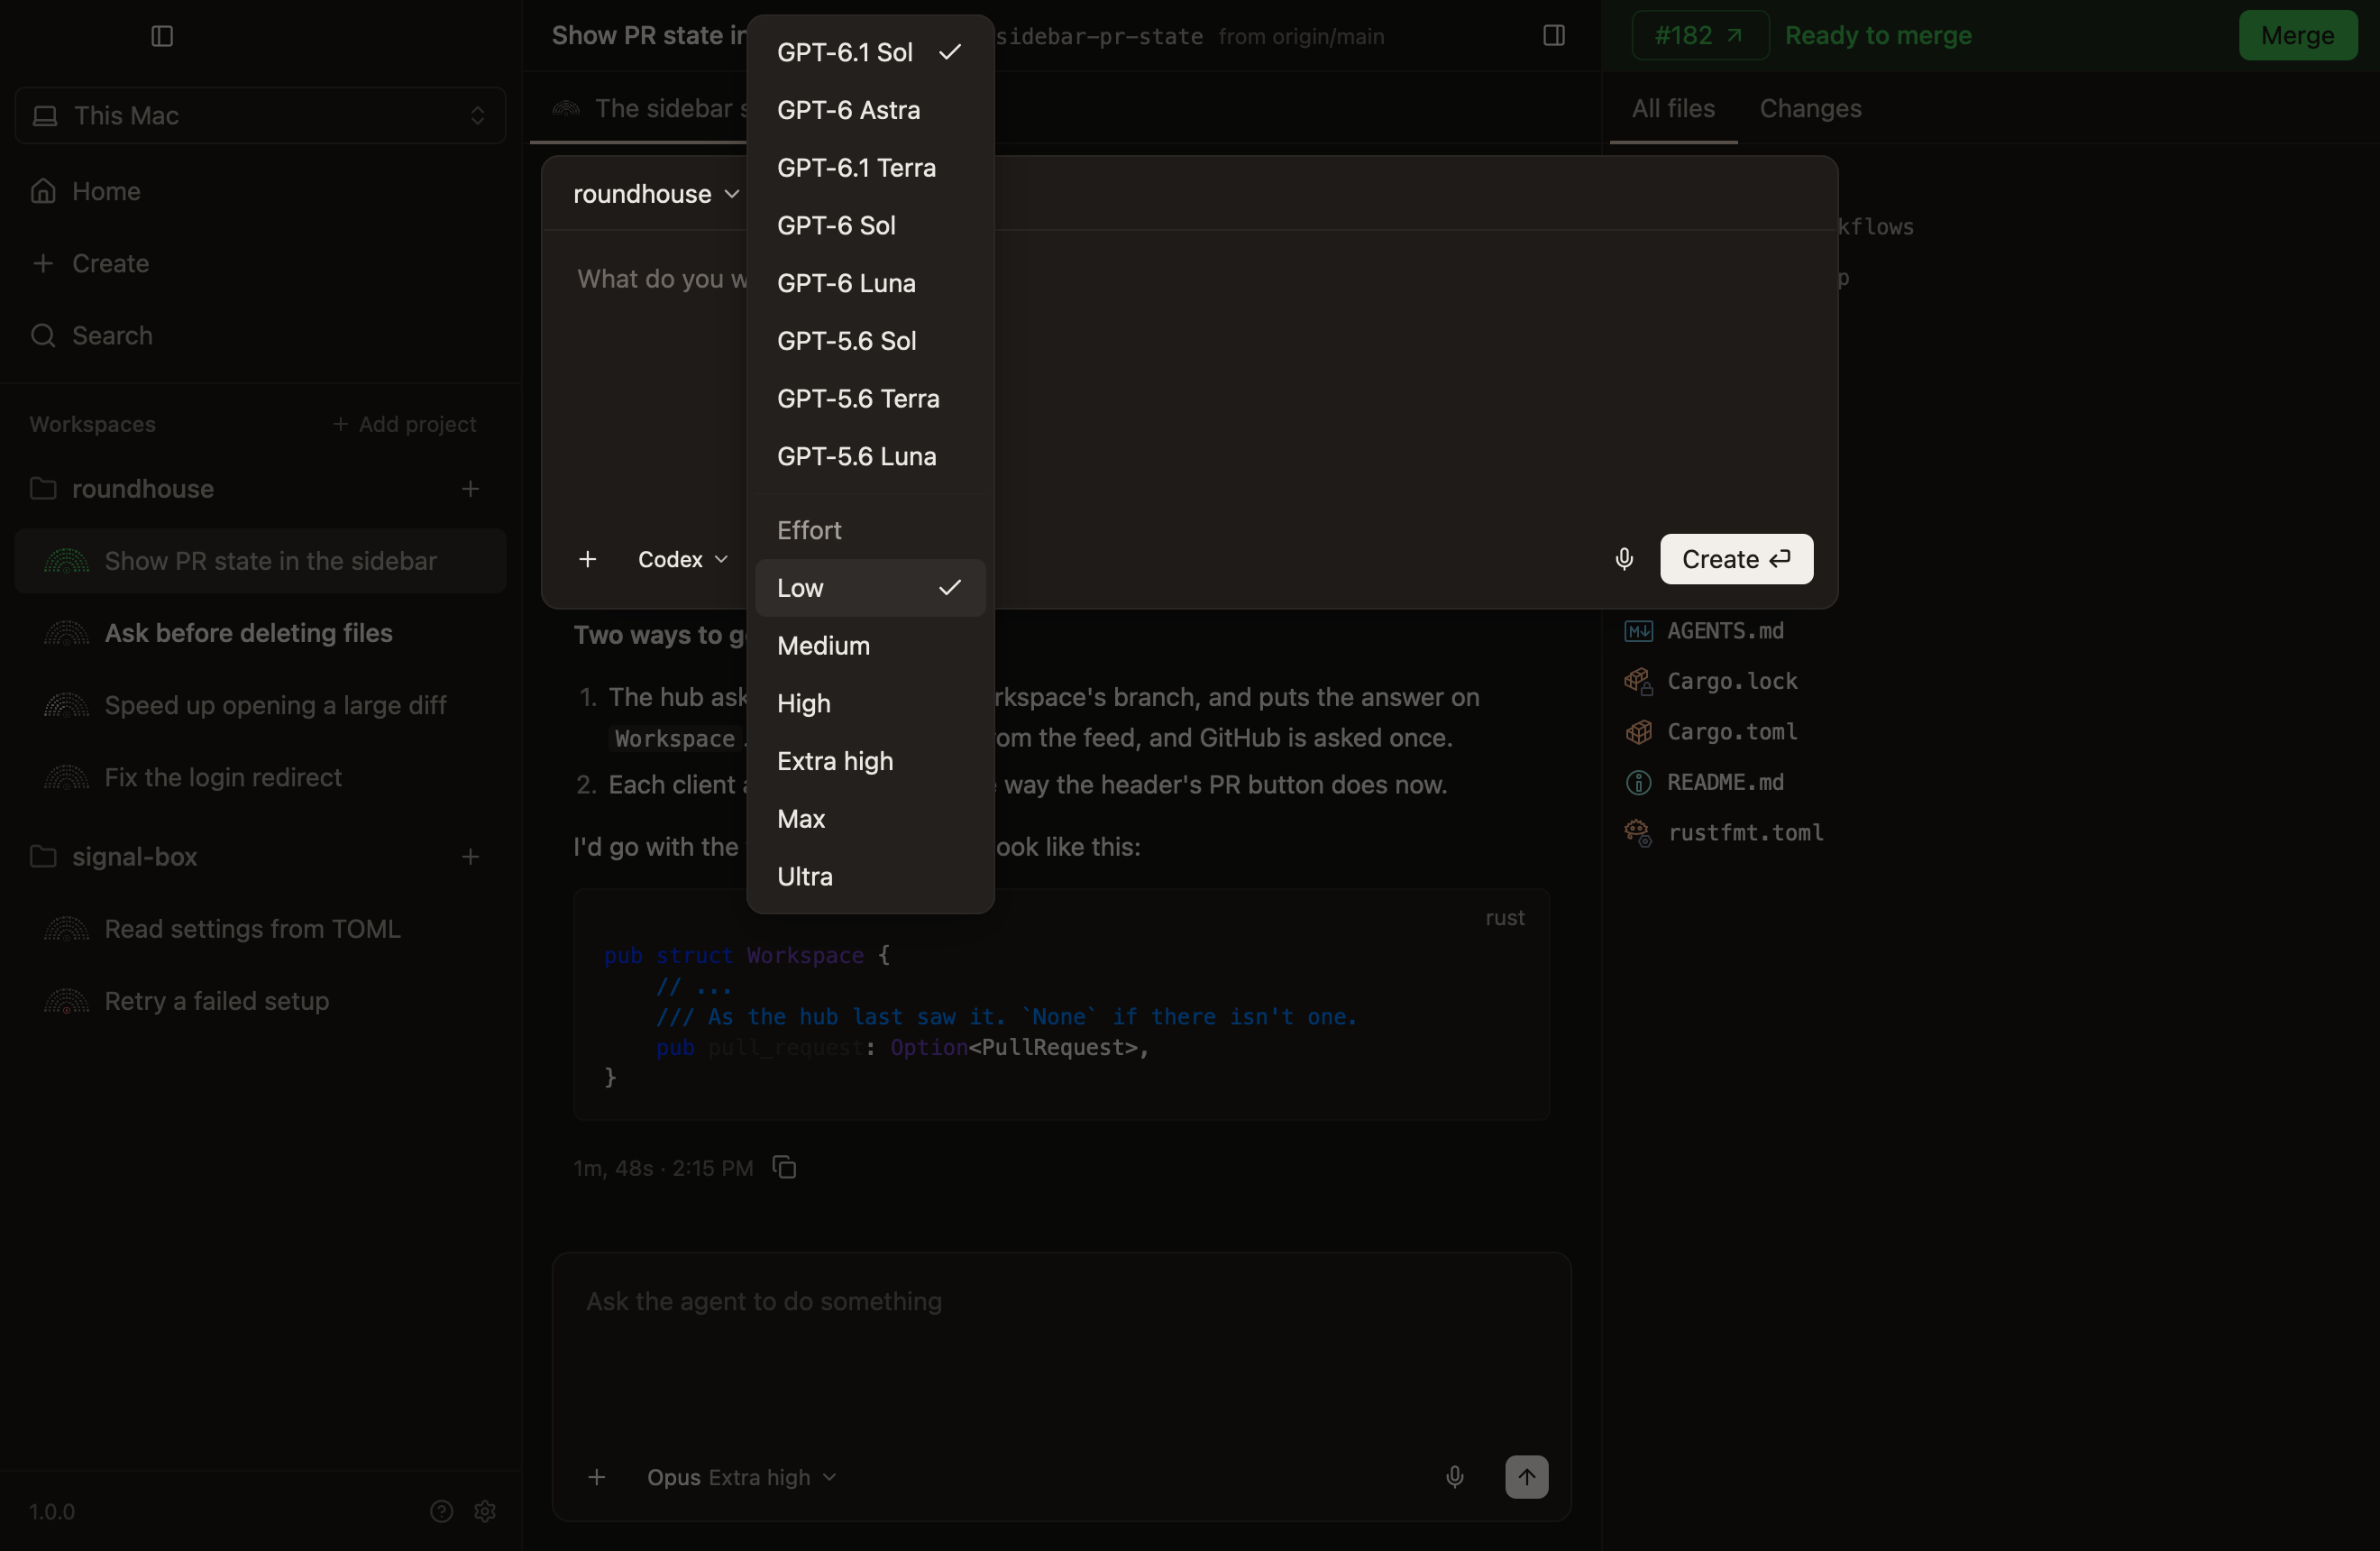 This Mac
Home
Create
Search
Workspaces
Add project
roundhouse
Show PR state in the sidebar
Ask before deleting files
Speed up opening a large diff
Fix the login redirect
signal-box
Read settings from TOML
Retry a failed setup
1.0.0
Show PR state in
sidebar-pr-state from origin/main
The sidebar
roundhouse
What do you
Codex
Create
GPT-6.1 Sol
GPT-6 Astra
GPT-6.1 Terra
GPT-6 Sol
GPT-6 Luna
GPT-5.6 Sol
GPT-5.6 Terra
GPT-5.6 Luna
Effort
Low
Medium
High
Extra high
Max
Ultra
Two ways to
1. The hub workspace's branch, and puts the answer on
Workspace. from the feed, and GitHub is asked once.
2. Each client way the header's PR button does now.
I'd go with the look like this:
rust
pub struct Workspace {
// ...
/// As the hub last saw it. `None` if there isn't one.
pub pull_request: Option<PullRequest>,
}
1m, 48s · 2:15 PM
Ask the agent to do something
Opus Extra high
#182
Ready to merge
Merge
All files
Changes
AGENTS.md
Cargo.lock
Cargo.toml
README.md
rustfmt.toml